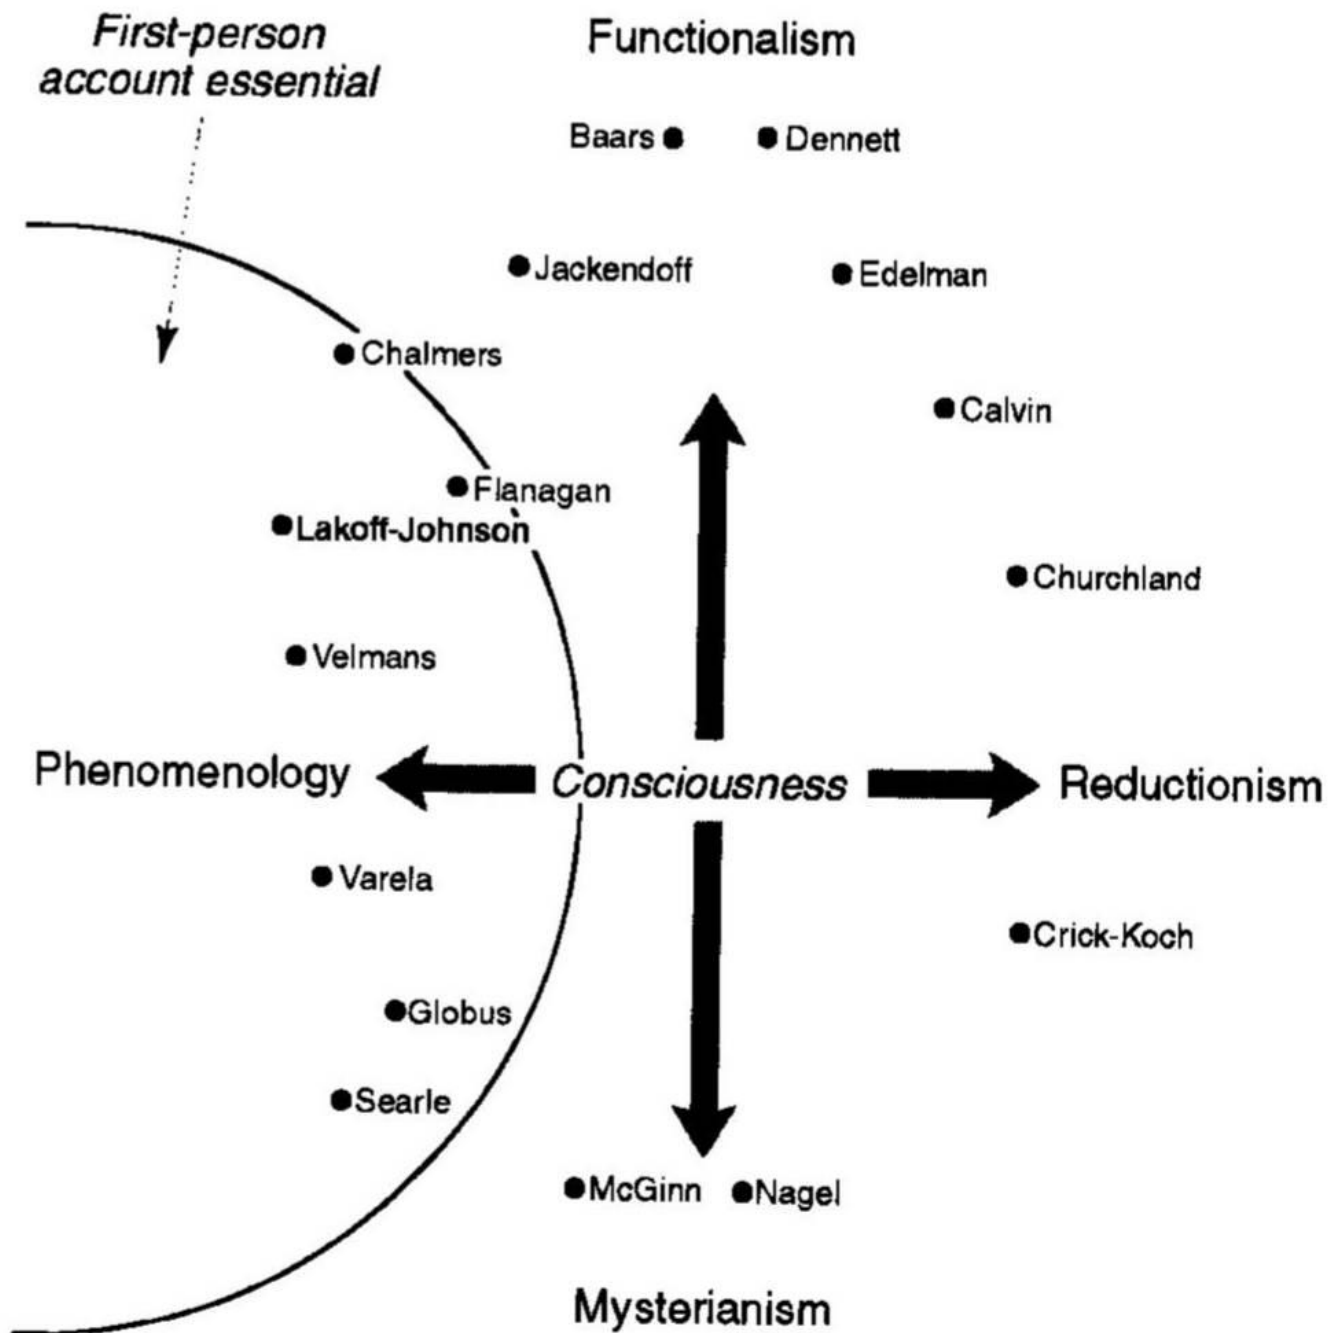 First-person
account essential
Functionalism
Baars
Dennett
Jackendoff
Edelman
Chalmers
Calvin
Flanagan
Lakoff-Johnson
Churchland
Velmans
Phenomenology
Consciousness
Reductionism
Varela
Crick-Koch
Globus
Searle
McGinn
Nagel
Mysterianism